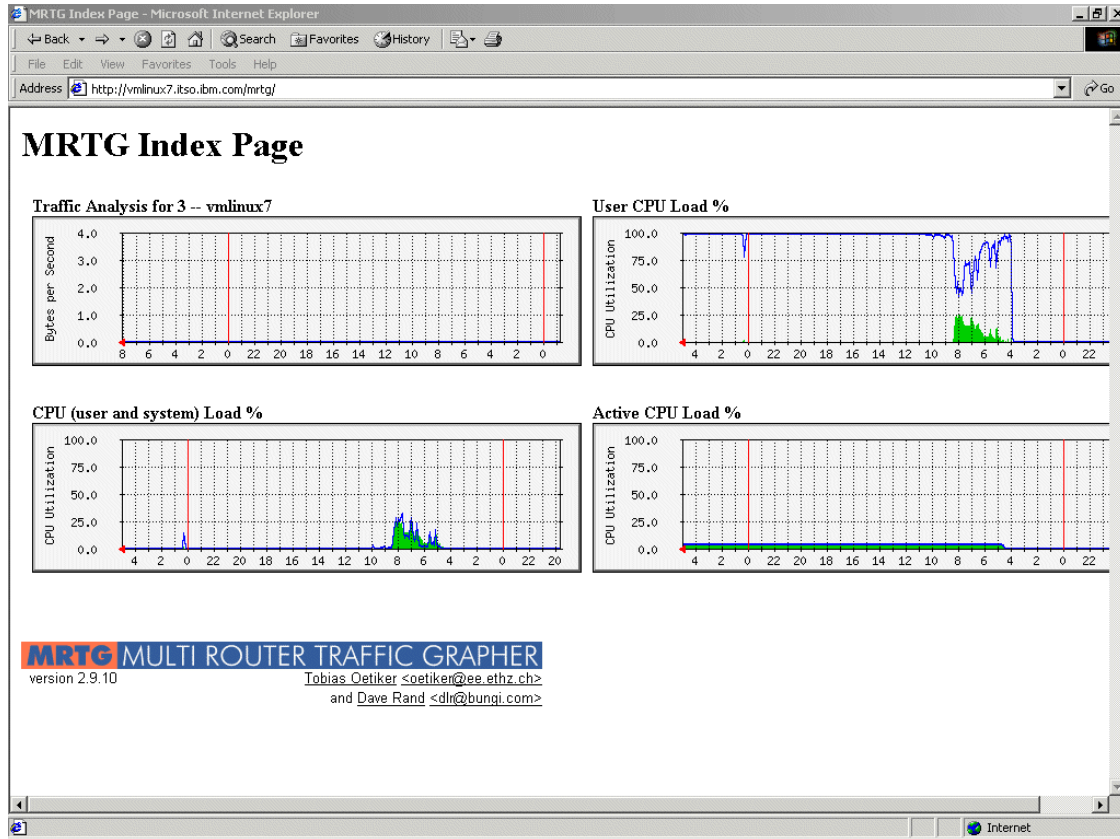 MRTG Index Page - Microsoft Internet Explorer
Back Search Favorites History
File Edit View Favorites Tools Help
Address http://vmlinux7.itso.ibm.com/mrtg/ Go
MRTG Index Page
Traffic Analysis for 3 -- vmlinux7
Bytes per Second
4.0
3.0
2.0
1.0
0.0
8 6 4 2 0 22 20 18 16 14 12 10 8 6 4 2 0
User CPU Load %
CPU Utilization
100.0
75.0
50.0
25.0
0.0
4 2 0 22 20 18 16 14 12 10 8 6 4 2 0 22
CPU (user and system) Load %
CPU Utilization
100.0
75.0
50.0
25.0
0.0
4 2 0 22 20 18 16 14 12 10 8 6 4 2 0 22 20
Active CPU Load %
CPU Utilization
100.0
75.0
50.0
25.0
0.0
4 2 0 22 20 18 16 14 12 10 8 6 4 2 0 22
MRTG MULTI ROUTER TRAFFIC GRAPHER
version 2.9.10 Tobias Oetiker <oetiker@ee.ethz.ch>
and Dave Rand <dlr@bungi.com>
Internet